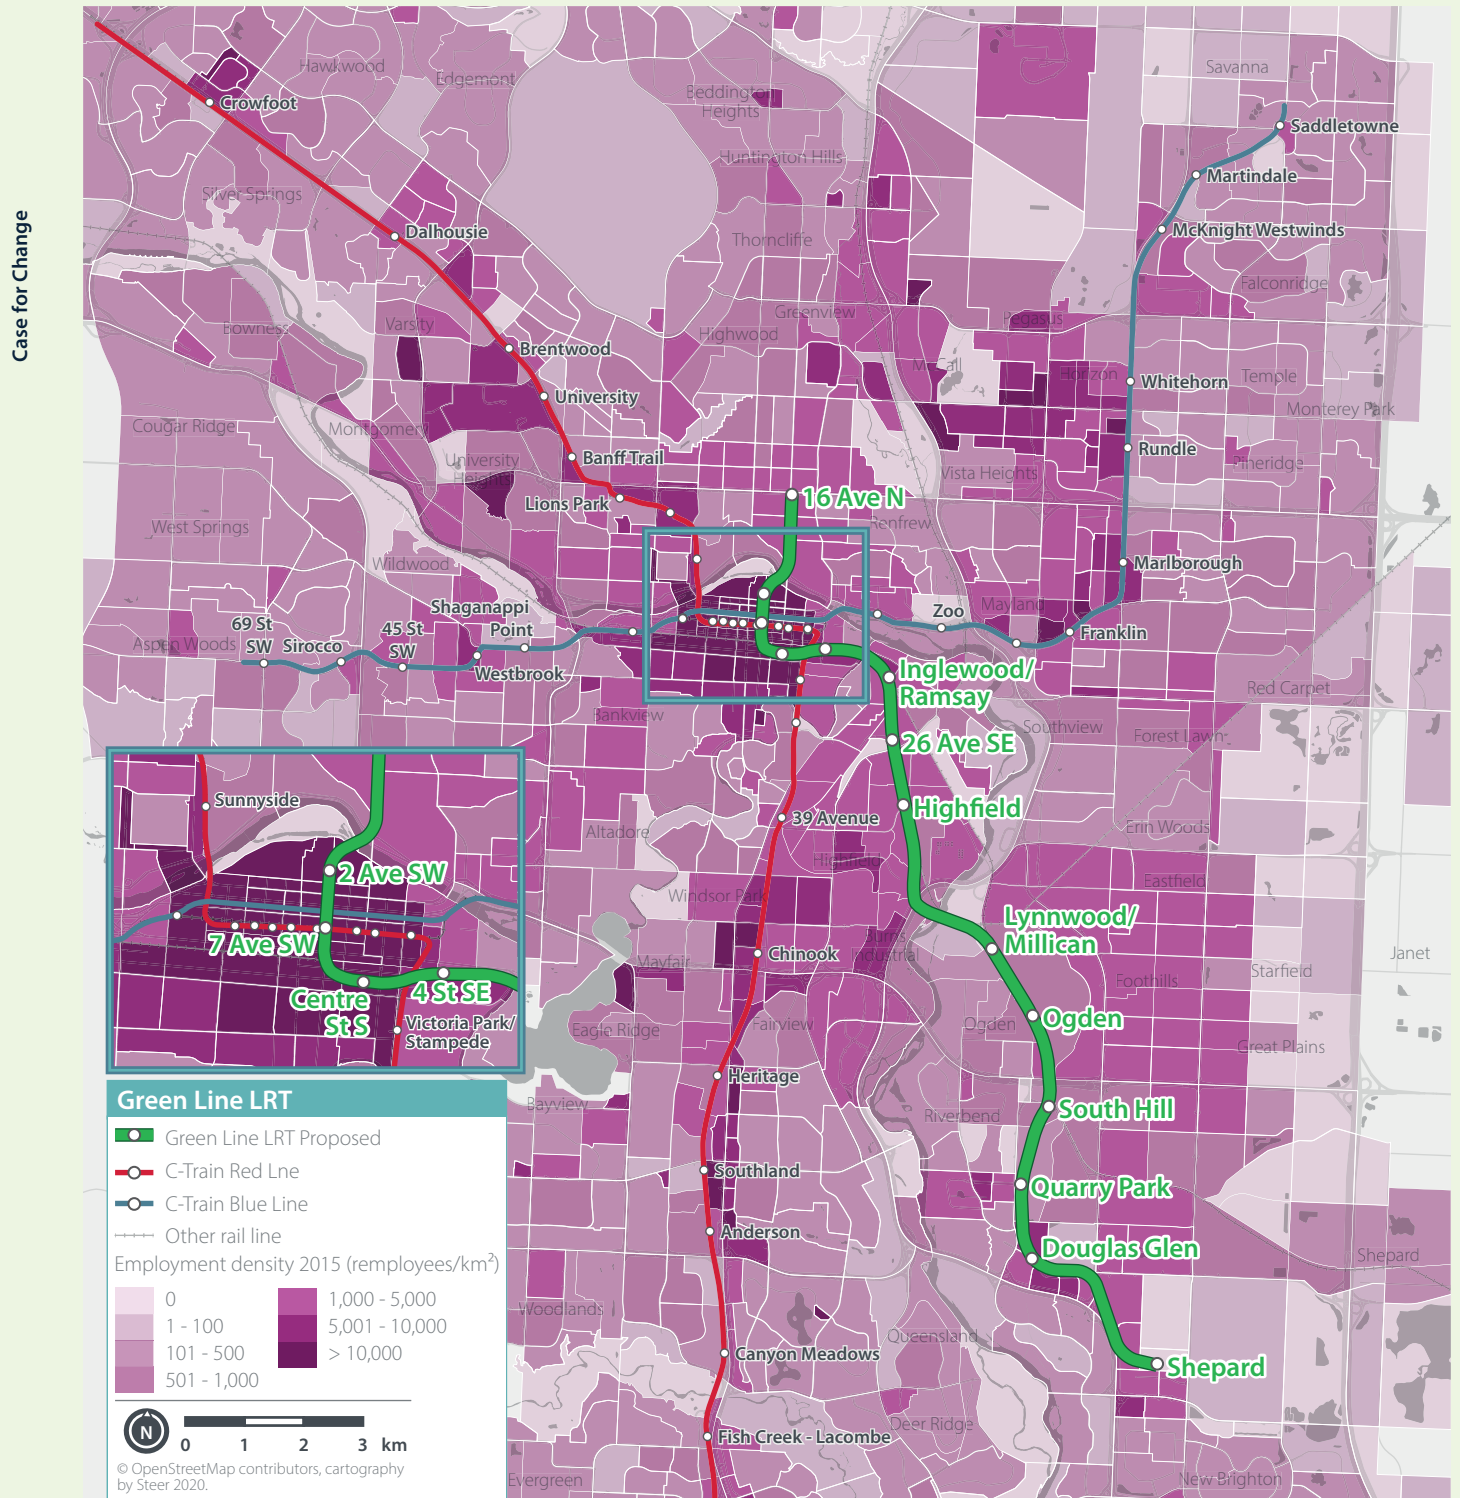 Case for Change
Hawkwood
Edgemont
Beddington
Heights
Savanna
Crowfoot
Saddletowne
Huntington Hills
Martindale
Silver Springs
Dalhousie
Thorncliffe
McKnight Westwinds
Falconridge
Bowness
Varsity
Greenview
Highwood
Pegasus
Brentwood
McCall
Horizon
Whitehorn
Temple
University
Monterey Park
Cougar Ridge
Montgomery
Banff Trail
Rundle
University
Heights
Vista Heights
Pineridge
Lions Park
16 Ave N
Renfrew
West Springs
Wildwood
Marlborough
Shaganappi
Point
Zoo
Mayland
69 St
SW
Sirocco
45 St
SW
Franklin
Aspen Woods
Westbrook
Inglewood/
Ramsay
Red Carpet
Bankview
Southview
Forest Lawn
26 Ave SE
Sunnyside
Highfield
39 Avenue
Altadore
Erin Woods
Highfield
2 Ave SW
Eastfield
Windsor Park
Lynnwood/
Millican
7 Ave SW
Burns
Industrial
Chinook
Mayfair
Janet
Starfield
Foothills
4 St SE
Centre
St S
Victoria Park/
Stampede
Eagle Ridge
Fairview
Ogden
Ogden
Great Plains
Heritage
Bayview
Riverbend
South Hill
Green Line LRT
Green Line LRT Proposed
C-Train Red Lne
C-Train Blue Line
Other rail line
Employment density 2015 (remployees/km²)
0
1 - 100
101 - 500
501 - 1,000
1,000 - 5,000
5,001 - 10,000
> 10,000
N
0 1 2 3 km
© OpenStreetMap contributors, cartography
by Steer 2020.
Southland
Quarry Park
Anderson
Douglas Glen
Shepard
Woodlands
Queensland
Canyon Meadows
Shepard
Deer Ridge
Fish Creek - Lacombe
Evergreen
New Brighton